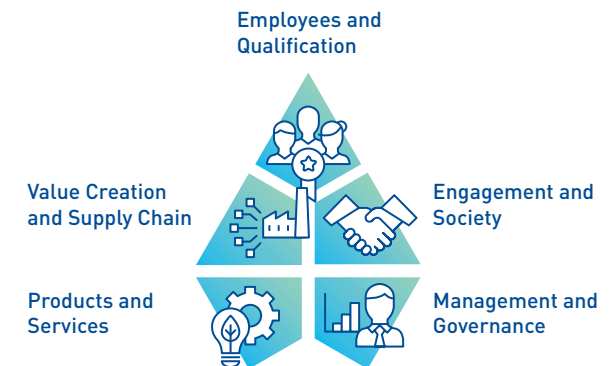 Employees and
Qualification
Value Creation
and Supply Chain
Engagement and
Society
Products and
Services
Management and
Governance